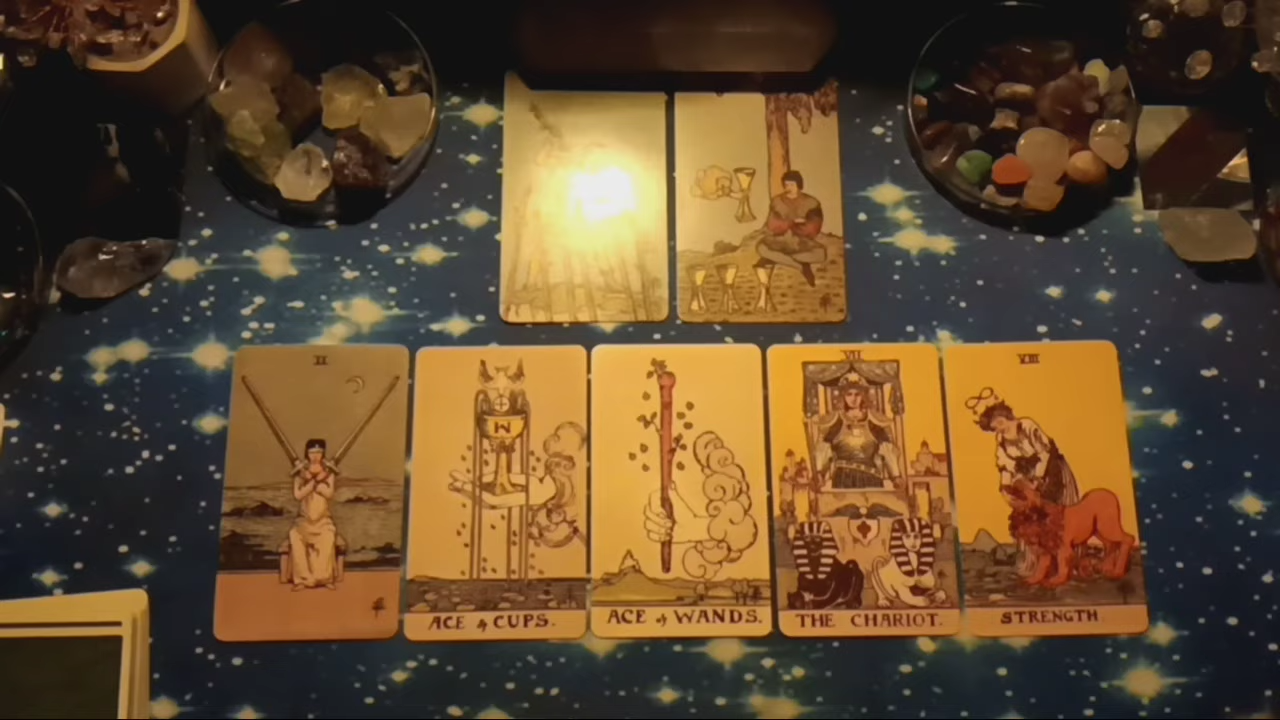 II
VII
VIII
ACE of CUPS.
ACE of WANDS.
THE CHARIOT.
STRENGTH